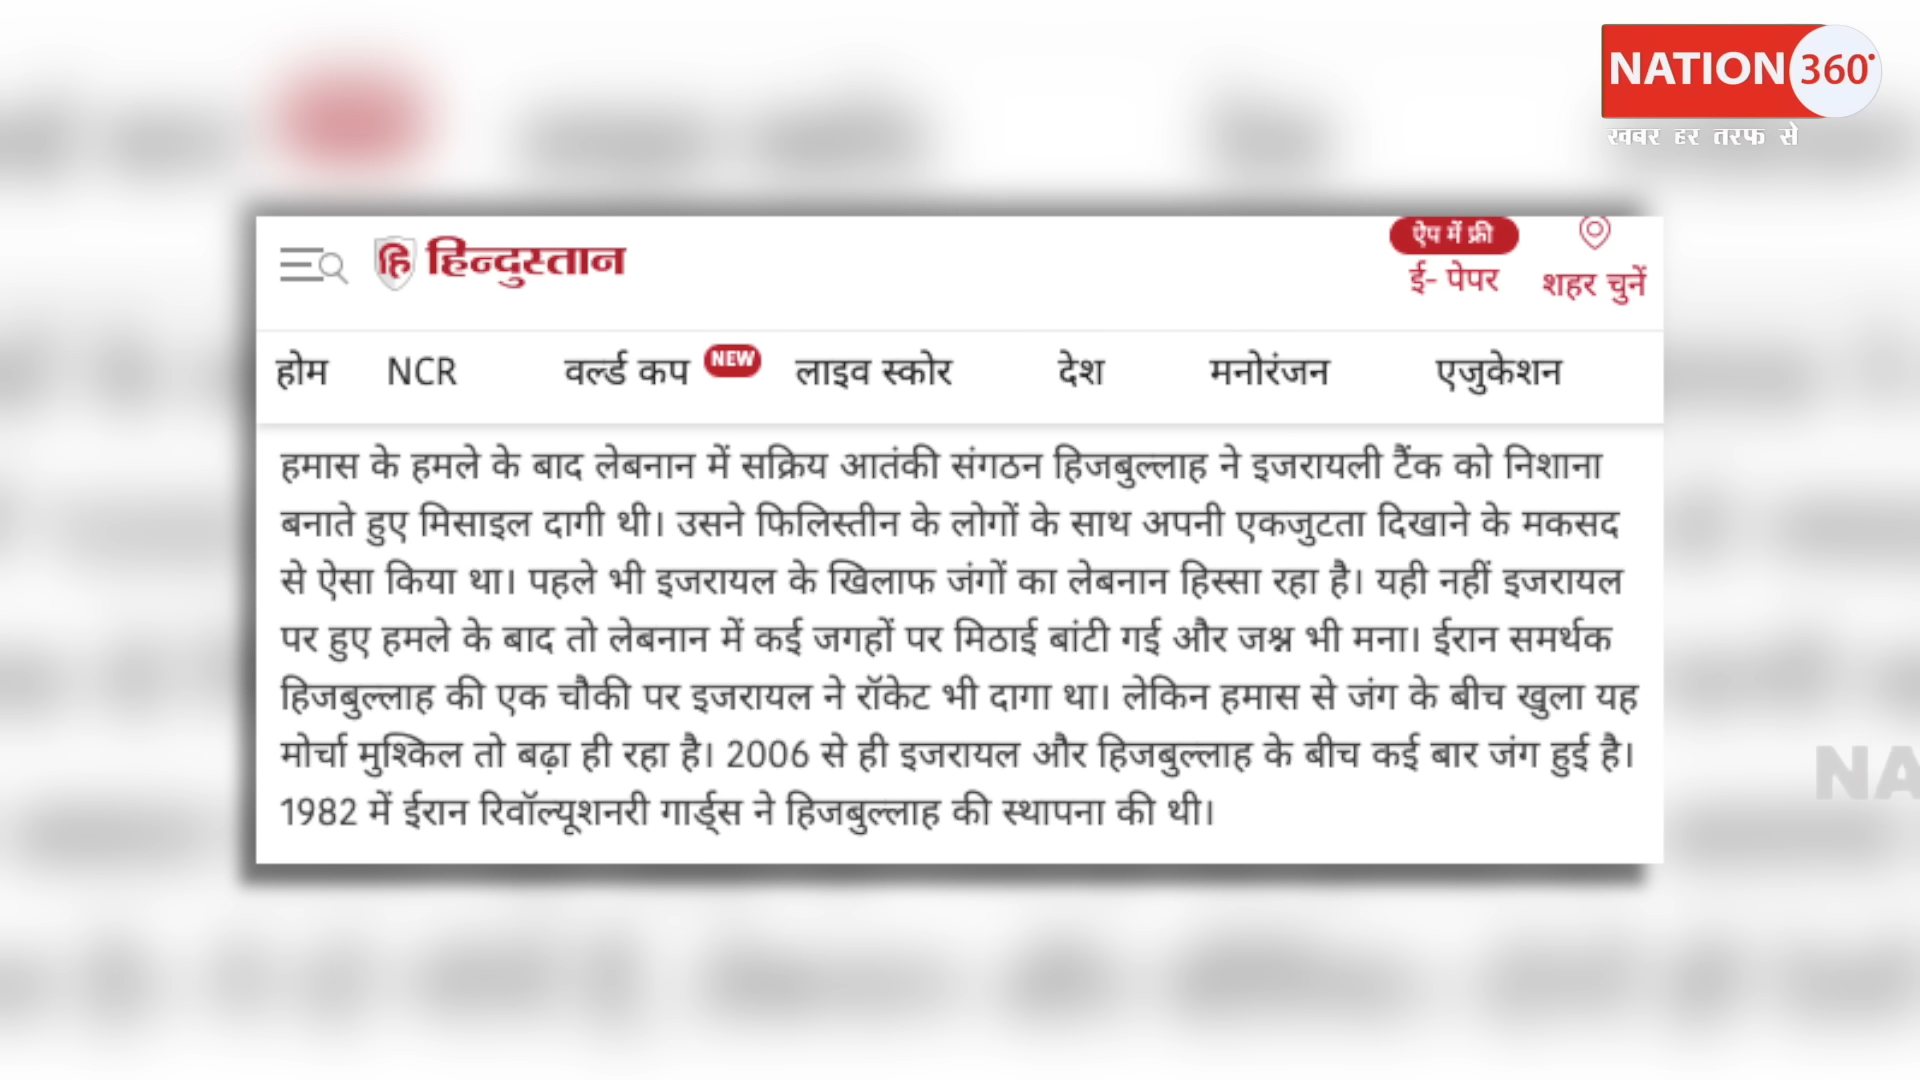 NATION 360°
खबर हर तरफ से
हि हिन्दुस्तान
ऐप में फ्री
ई- पेपर
शहर चुनें
होम NCR वर्ल्ड कप NEW लाइव स्कोर देश मनोरंजन एजुकेशन
हमास के हमले के बाद लेबनान में सक्रिय आतंकी संगठन हिजबुल्लाह ने इजरायली टैंक को निशाना
बनाते हुए मिसाइल दागी थी। उसने फिलिस्तीन के लोगों के साथ अपनी एकजुटता दिखाने के मकसद
से ऐसा किया था। पहले भी इजरायल के खिलाफ जंगों का लेबनान हिस्सा रहा है। यही नहीं इजरायल
पर हुए हमले के बाद तो लेबनान में कई जगहों पर मिठाई बांटी गई और जश्न भी मना। ईरान समर्थक
हिजबुल्लाह की एक चौकी पर इजरायल ने रॉकेट भी दागा था। लेकिन हमास से जंग के बीच खुला यह
मोर्चा मुश्किल तो बढ़ा ही रहा है। 2006 से ही इजरायल और हिजबुल्लाह के बीच कई बार जंग हुई है।
1982 में ईरान रिवॉल्यूशनरी गार्ड्स ने हिजबुल्लाह की स्थापना की थी।
NA